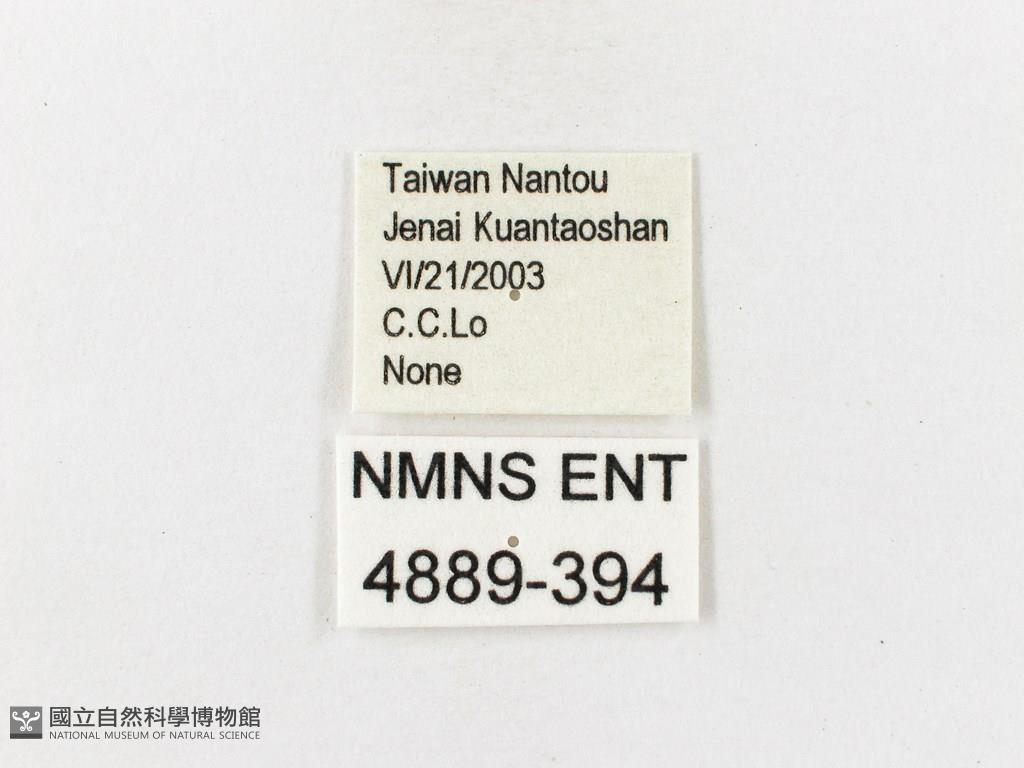 Taiwan Nantou
Jenai Kuantaoshan
VI/21/2003
C.C.Lo
None
NMNS ENT
4889-394
國立自然科學博物館
NATIONAL MUSEUM OF NATURAL SCIENCE